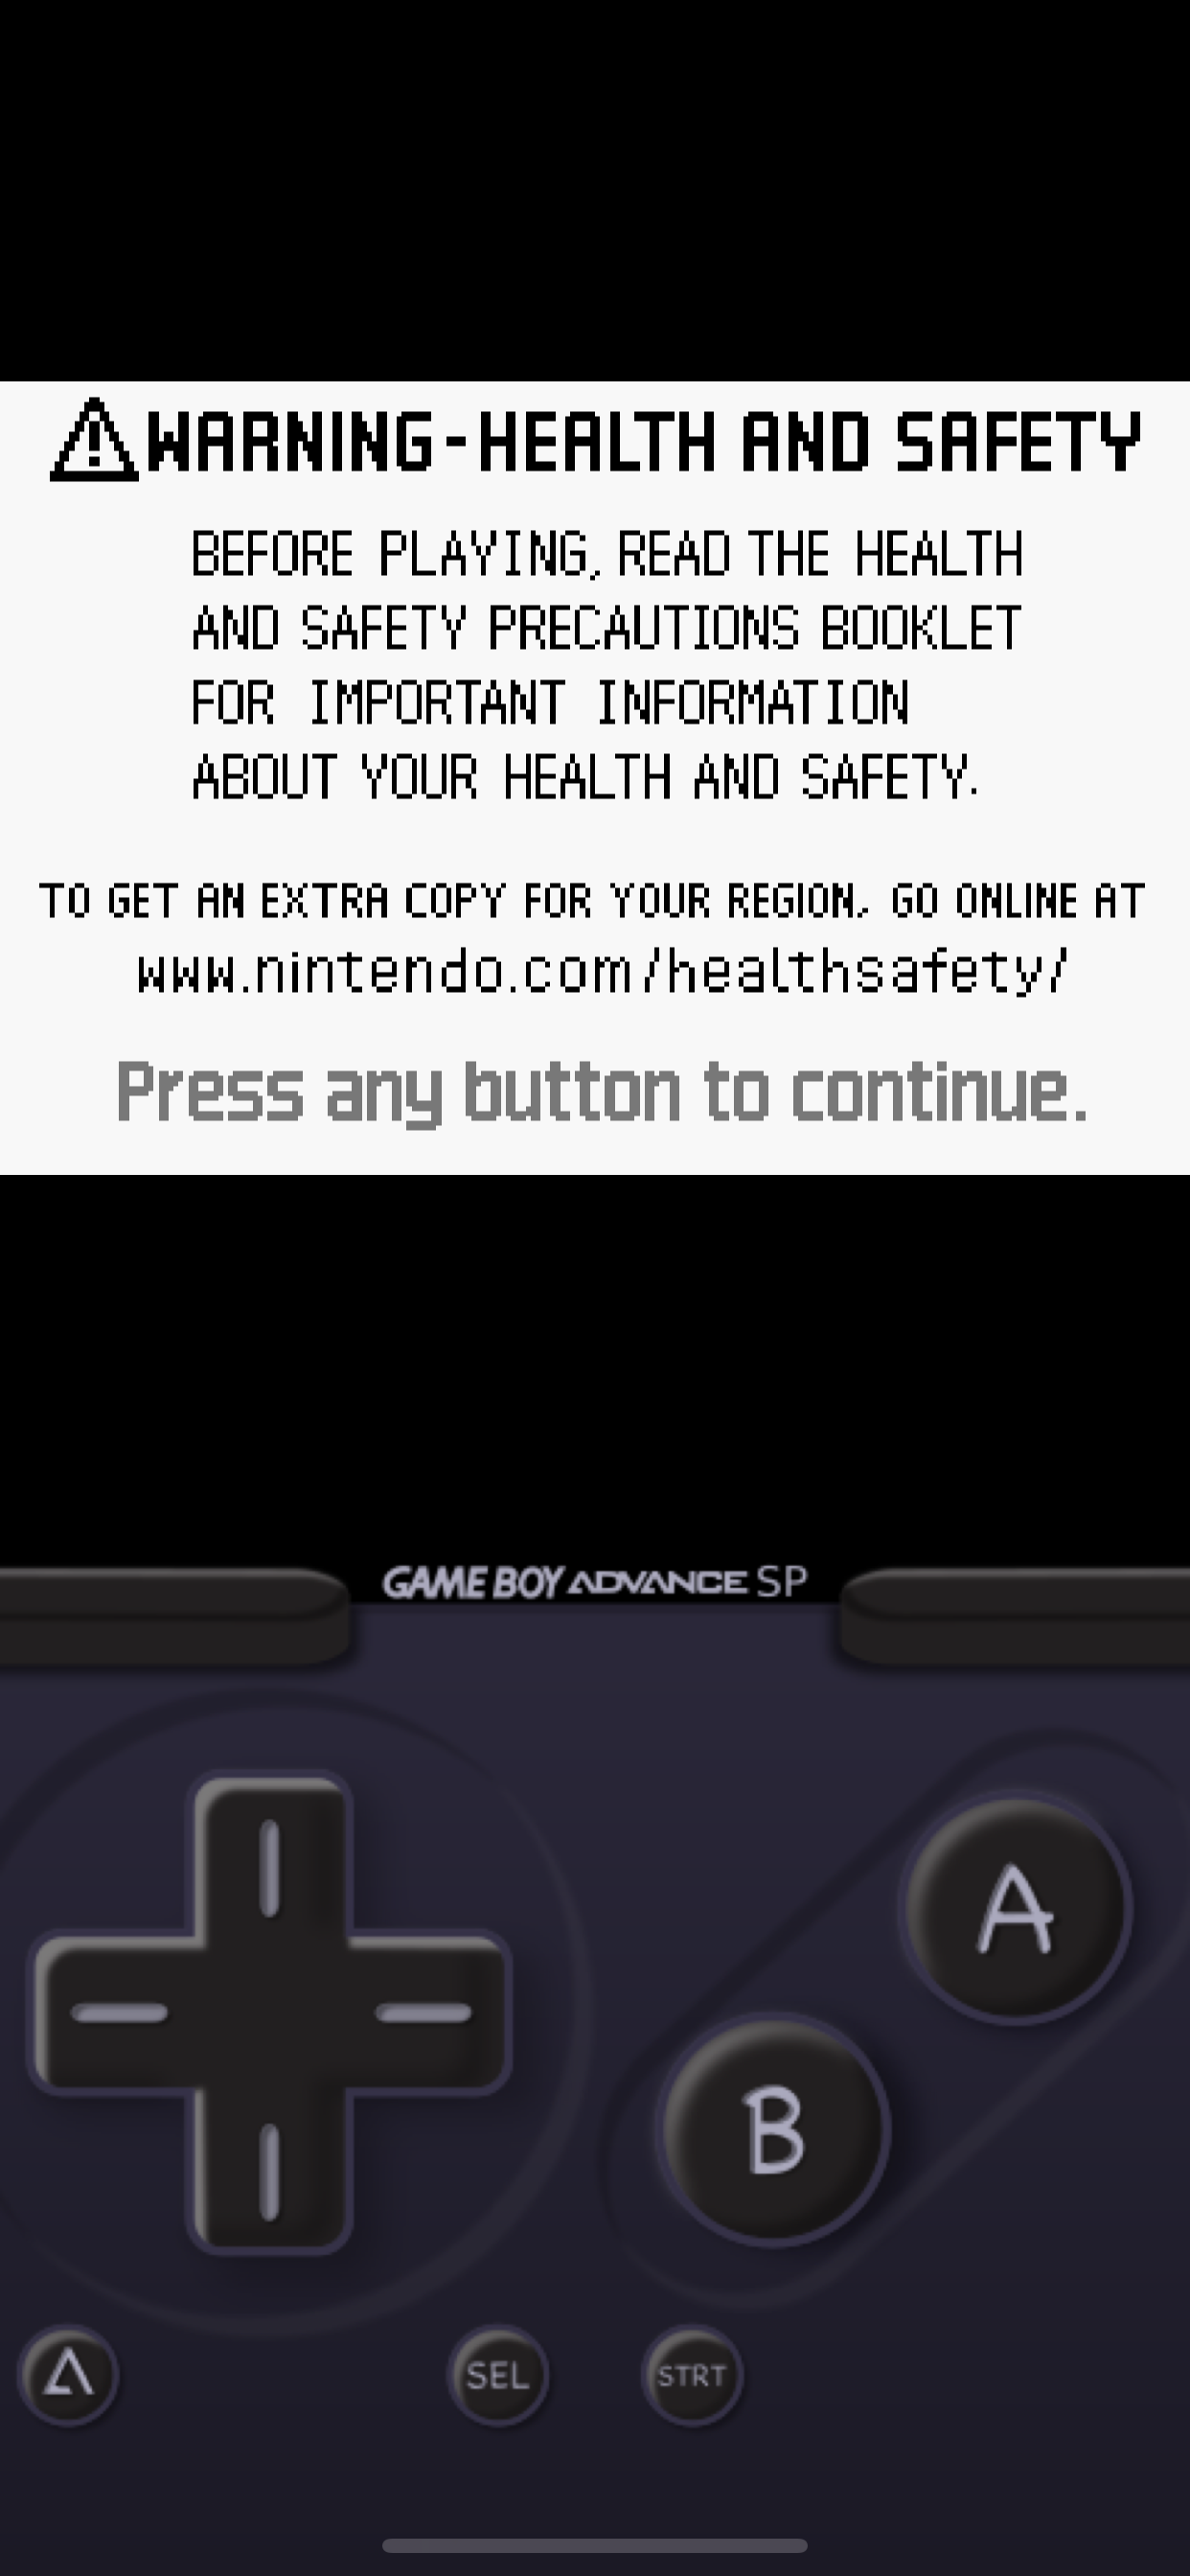 WARNING-HEALTH AND SAFETY
BEFORE PLAYING, READ THE HEALTH
AND SAFETY PRECAUTIONS BOOKLET
FOR IMPORTANT INFORMATION
ABOUT YOUR HEALTH AND SAFETY.
TO GET AN EXTRA COPY FOR YOUR REGION, GO ONLINE AT
www.nintendo.com/healthsafety/
Press any button to continue.
GAME BOY ADVANCE SP
A
B
SEL
STRT